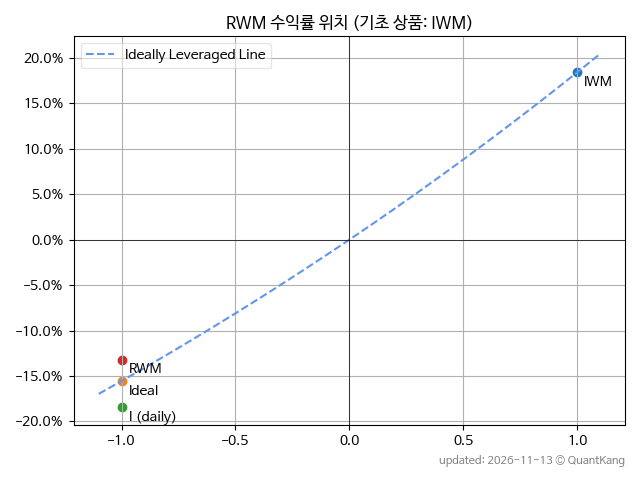 RWM 수익률 위치 (기초 상품: IWM)
Ideally Leveraged Line
20.0%
15.0%
10.0%
5.0%
0.0%
−5.0%
−10.0%
−15.0%
−20.0%
IWM
RWM
Ideal
I (daily)
−1.0
−0.5
0.0
0.5
1.0
updated: 2026-11-13 © QuantKang